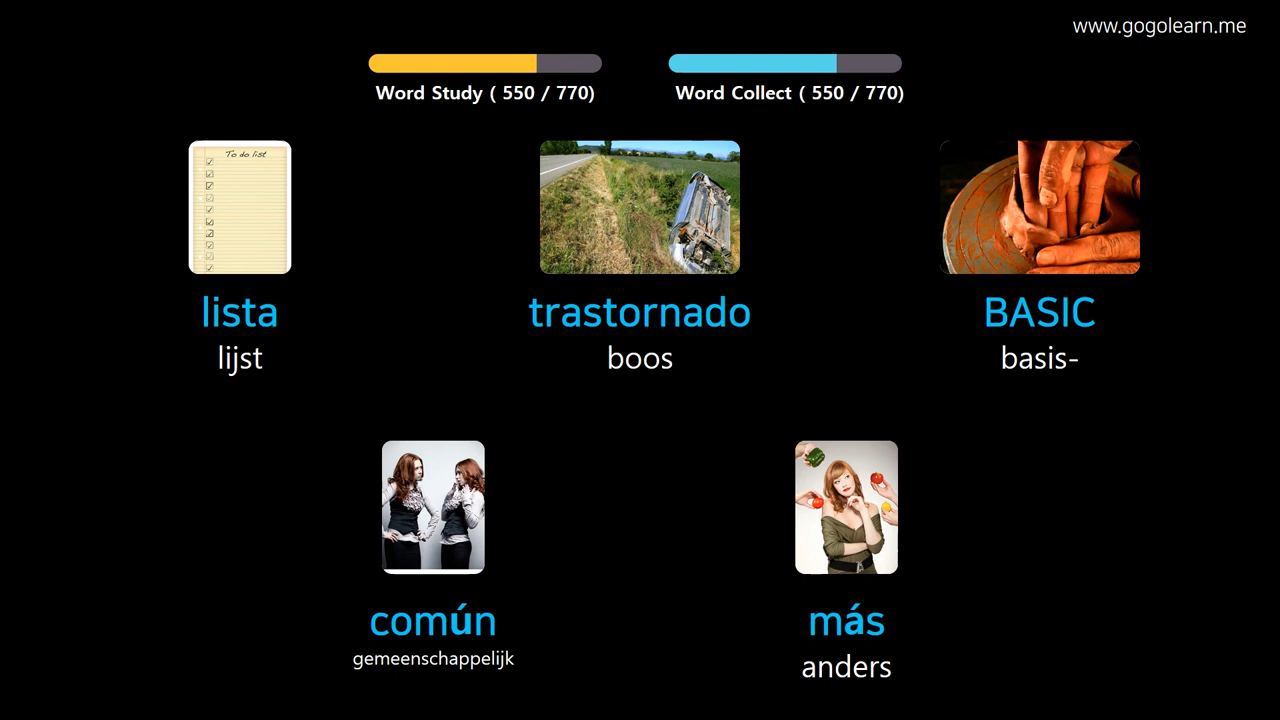 www.gogolearn.me
Word Study ( 550 / 770)
Word Collect ( 550 / 770)
To do list
lista
lijst
trastornado
boos
BASIC
basis-
común
gemeenschappelijk
más
anders